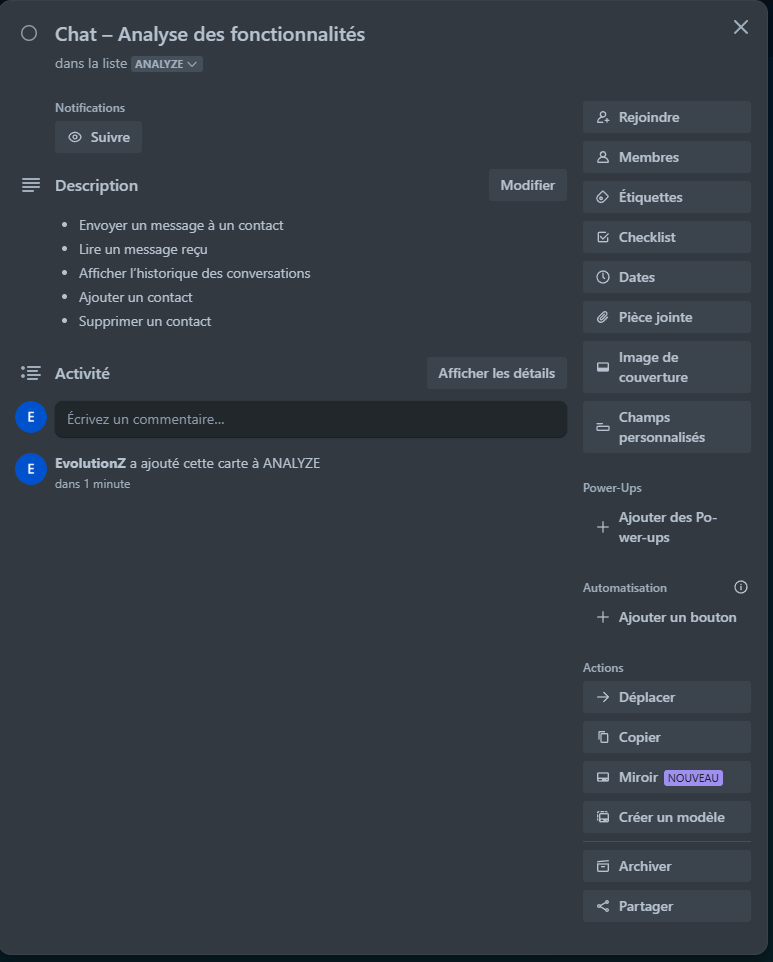 Chat – Analyse des fonctionnalités
dans la liste ANALYZE
Notifications
Suivre
Description
Modifier
Envoyer un message à un contact
Lire un message reçu
Afficher l’historique des conversations
Ajouter un contact
Supprimer un contact
Activité
Afficher les détails
E
Écrivez un commentaire…
E
EvolutionZ a ajouté cette carte à ANALYZE
dans 1 minute
Rejoindre
Membres
Étiquettes
Checklist
Dates
Pièce jointe
Image de
couverture
Champs
personnalisés
Power-Ups
Ajouter des Po-
wer-ups
Automatisation
Ajouter un bouton
Actions
Déplacer
Copier
Miroir NOUVEAU
Créer un modèle
Archiver
Partager